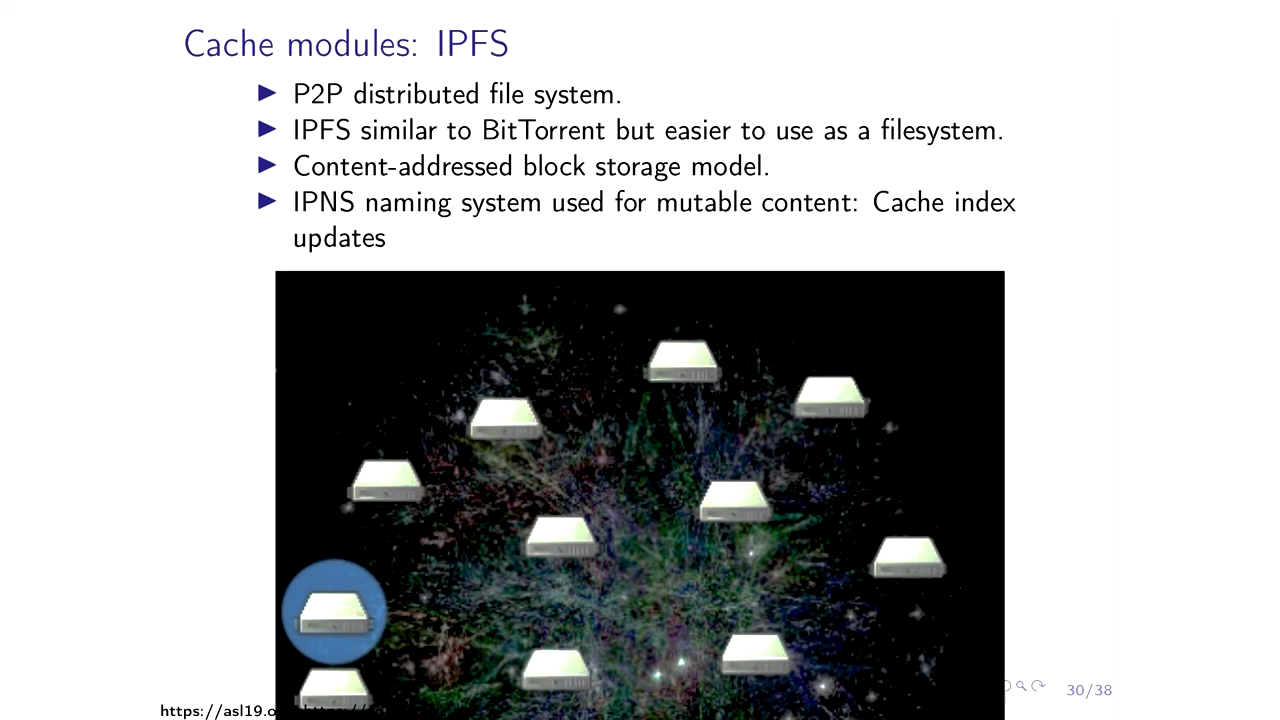 Cache modules: IPFS
P2P distributed file system.
IPFS similar to BitTorrent but easier to use as a filesystem.
Content-addressed block storage model.
IPNS naming system used for mutable content: Cache index
updates
30/38
https://asl19.o